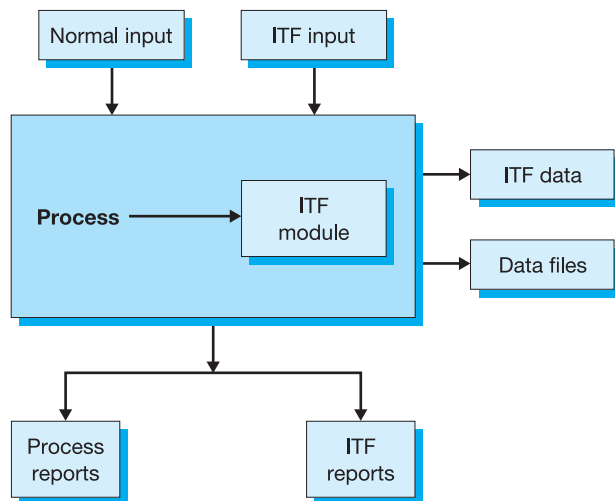 Normal input
ITF input
Process
ITF
module
ITF data
Data files
Process
reports
ITF
reports